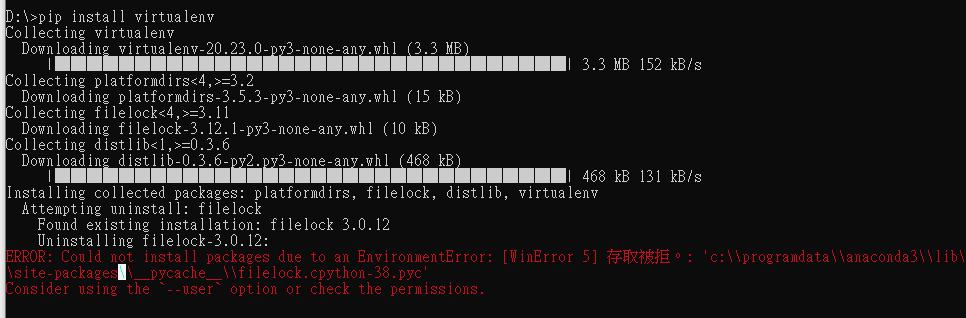 D:\>pip install virtualenv
Collecting virtualenv
  Downloading virtualenv-20.23.0-py3-none-any.whl (3.3 MB)
     |████████████████████████████████| 3.3 MB 152 kB/s
Collecting platformdirs<4,>=3.2
  Downloading platformdirs-3.5.3-py3-none-any.whl (15 kB)
Collecting filelock<4,>=3.11
  Downloading filelock-3.12.1-py3-none-any.whl (10 kB)
Collecting distlib<1,>=0.3.6
  Downloading distlib-0.3.6-py2.py3-none-any.whl (468 kB)
     |████████████████████████████████| 468 kB 131 kB/s
Installing collected packages: platformdirs, filelock, distlib, virtualenv
  Attempting uninstall: filelock
    Found existing installation: filelock 3.0.12
    Uninstalling filelock-3.0.12:
ERROR: Could not install packages due to an EnvironmentError: [WinError 5] 存取被拒。: 'c:\\programdata\\anaconda3\\lib\
\site-packages\\__pycache__\\filelock.cpython-38.pyc'
Consider using the `--user` option or check the permissions.